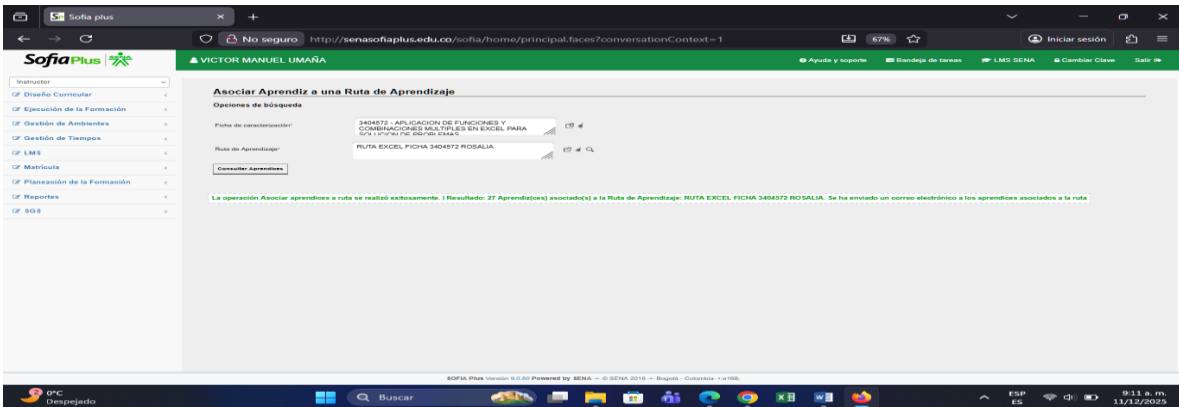 Sofia plus
No seguro http://senasofiaplus.edu.co/sofia/home/principal.faces?conversationContext=1 67% Iniciar sesión
Sofia Plus
VICTOR MANUEL UMAÑA Ayuda y soporte Bandeja de tareas LMS SENA Cambiar Clave Salir
Instructor
Diseño Curricular
Ejecución de la Formación
Gestión de Ambientes
Gestión de Tiempos
LMS
Matrícula
Planeación de la Formación
Reportes
SGS
Asociar Aprendiz a una Ruta de Aprendizaje
Opciones de búsqueda
Ficha de caracterización:*
3404572 - APLICACION DE FUNCIONES Y
COMBINACIONES MULTIPLES EN EXCEL PARA
SOLUCION DE PROBLEMAS
Ruta de Aprendizaje:*
RUTA EXCEL FICHA 3404572 ROSALIA
Consultar Aprendices
La operación Asociar aprendices a ruta se realizó exitosamente. | Resultado: 27 Aprendiz(ces) asociado(s) a la Ruta de Aprendizaje: RUTA EXCEL FICHA 3404572 ROSALIA. Se ha enviado un correo electrónico a los aprendices asociados a la ruta
SOFIA Plus Versión 9.0.60 Powered by SENA - © SENA 2018 - Bogotá - Colombia
0°C
Despejado
Buscar
ESP
ES
9:11 a. m.
11/12/2025